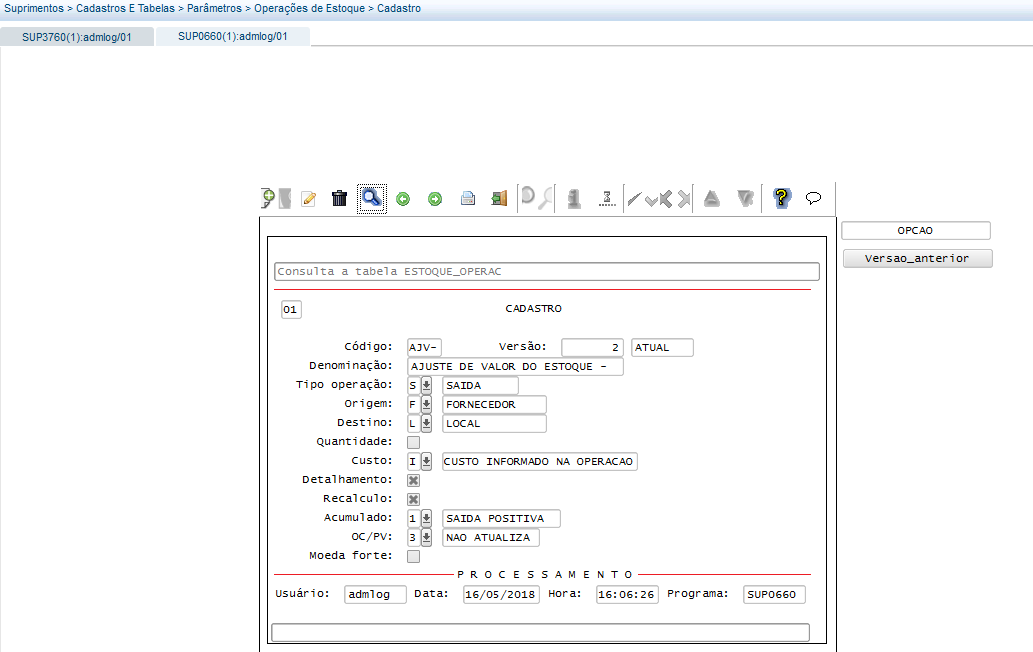 Suprimentos > Cadastros E Tabelas > Parâmetros > Operações de Estoque > Cadastro
SUP3760(1):admlog/01 SUP0660(1):admlog/01
OPCAO
Versao_anterior
Consulta a tabela ESTOQUE_OPERAC
01 CADASTRO
Código: AJV- Versão: 2 ATUAL
Denominação: AJUSTE DE VALOR DO ESTOQUE -
Tipo operação: S SAIDA
Origem: F FORNECEDOR
Destino: L LOCAL
Quantidade:
Custo: I CUSTO INFORMADO NA OPERACAO
Detalhamento:
Recalculo:
Acumulado: 1 SAIDA POSITIVA
OC/PV: 3 NAO ATUALIZA
Moeda forte:
P R O C E S S A M E N T O
Usuário: admlog Data: 16/05/2018 Hora: 16:06:26 Programa: SUP0660